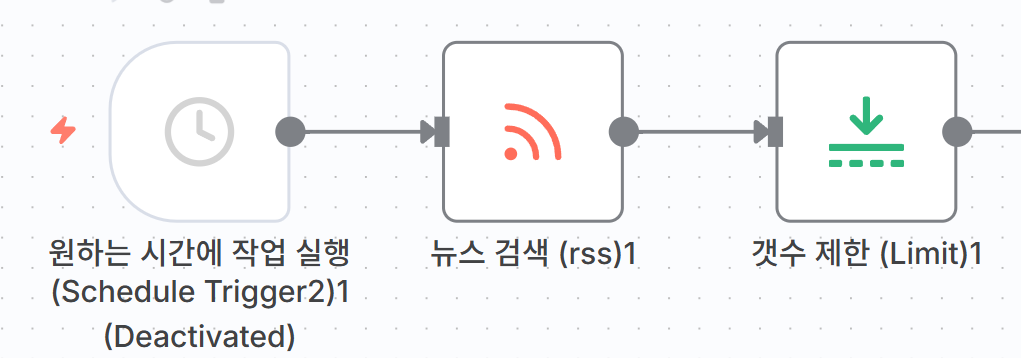 원하는 시간에 작업 실행
(Schedule Trigger2)1
(Deactivated)
뉴스 검색 (rss)1
갯수 제한 (Limit)1